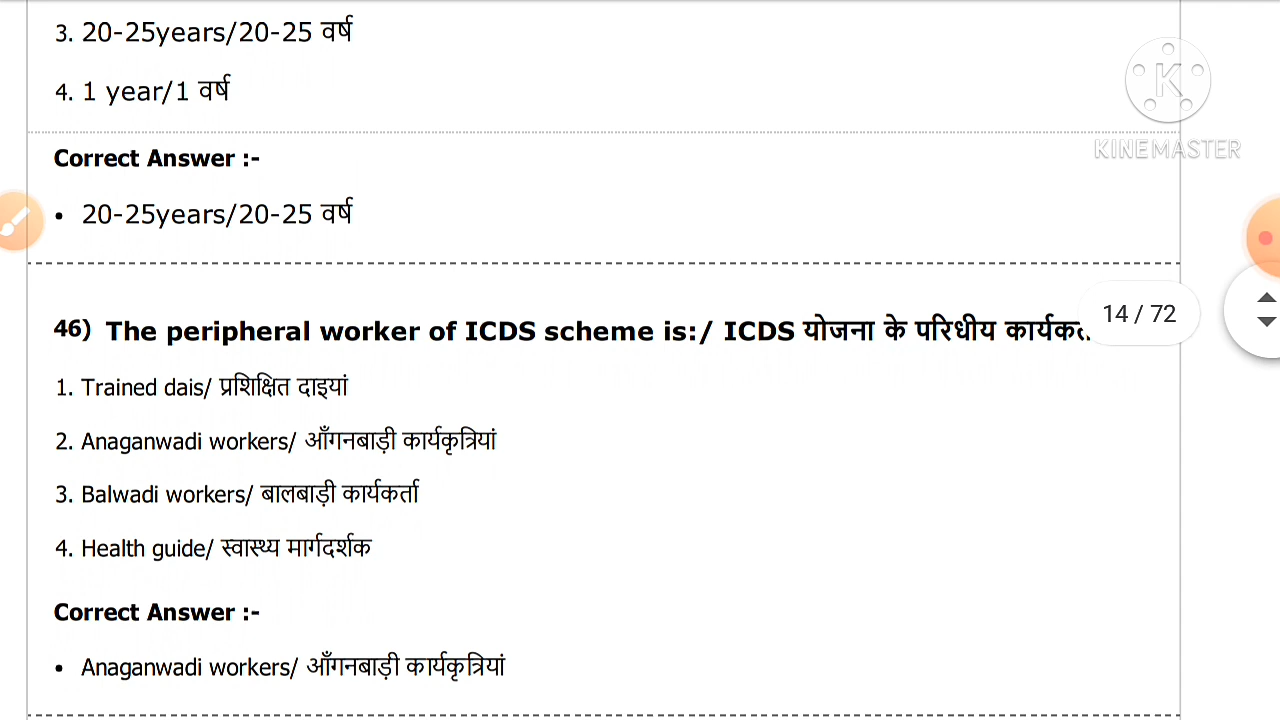 3. 20-25years/20-25 वर्ष
4. 1 year/1 वर्ष
KINEMASTER
Correct Answer :-
• 20-25years/20-25 वर्ष
46) The peripheral worker of ICDS scheme is:/ ICDS योजना के परिधीय
14 / 72
1. Trained dais/ प्रशिक्षित दाइयां
2. Anaganwadi workers/ आँगनबाड़ी कार्यकृत्रियां
3. Balwadi workers/ बालबाड़ी कार्यकर्ता
4. Health guide/ स्वास्थ्य मार्गदर्शक
Correct Answer :-
• Anaganwadi workers/ आँगनबाड़ी कार्यकृत्रियां